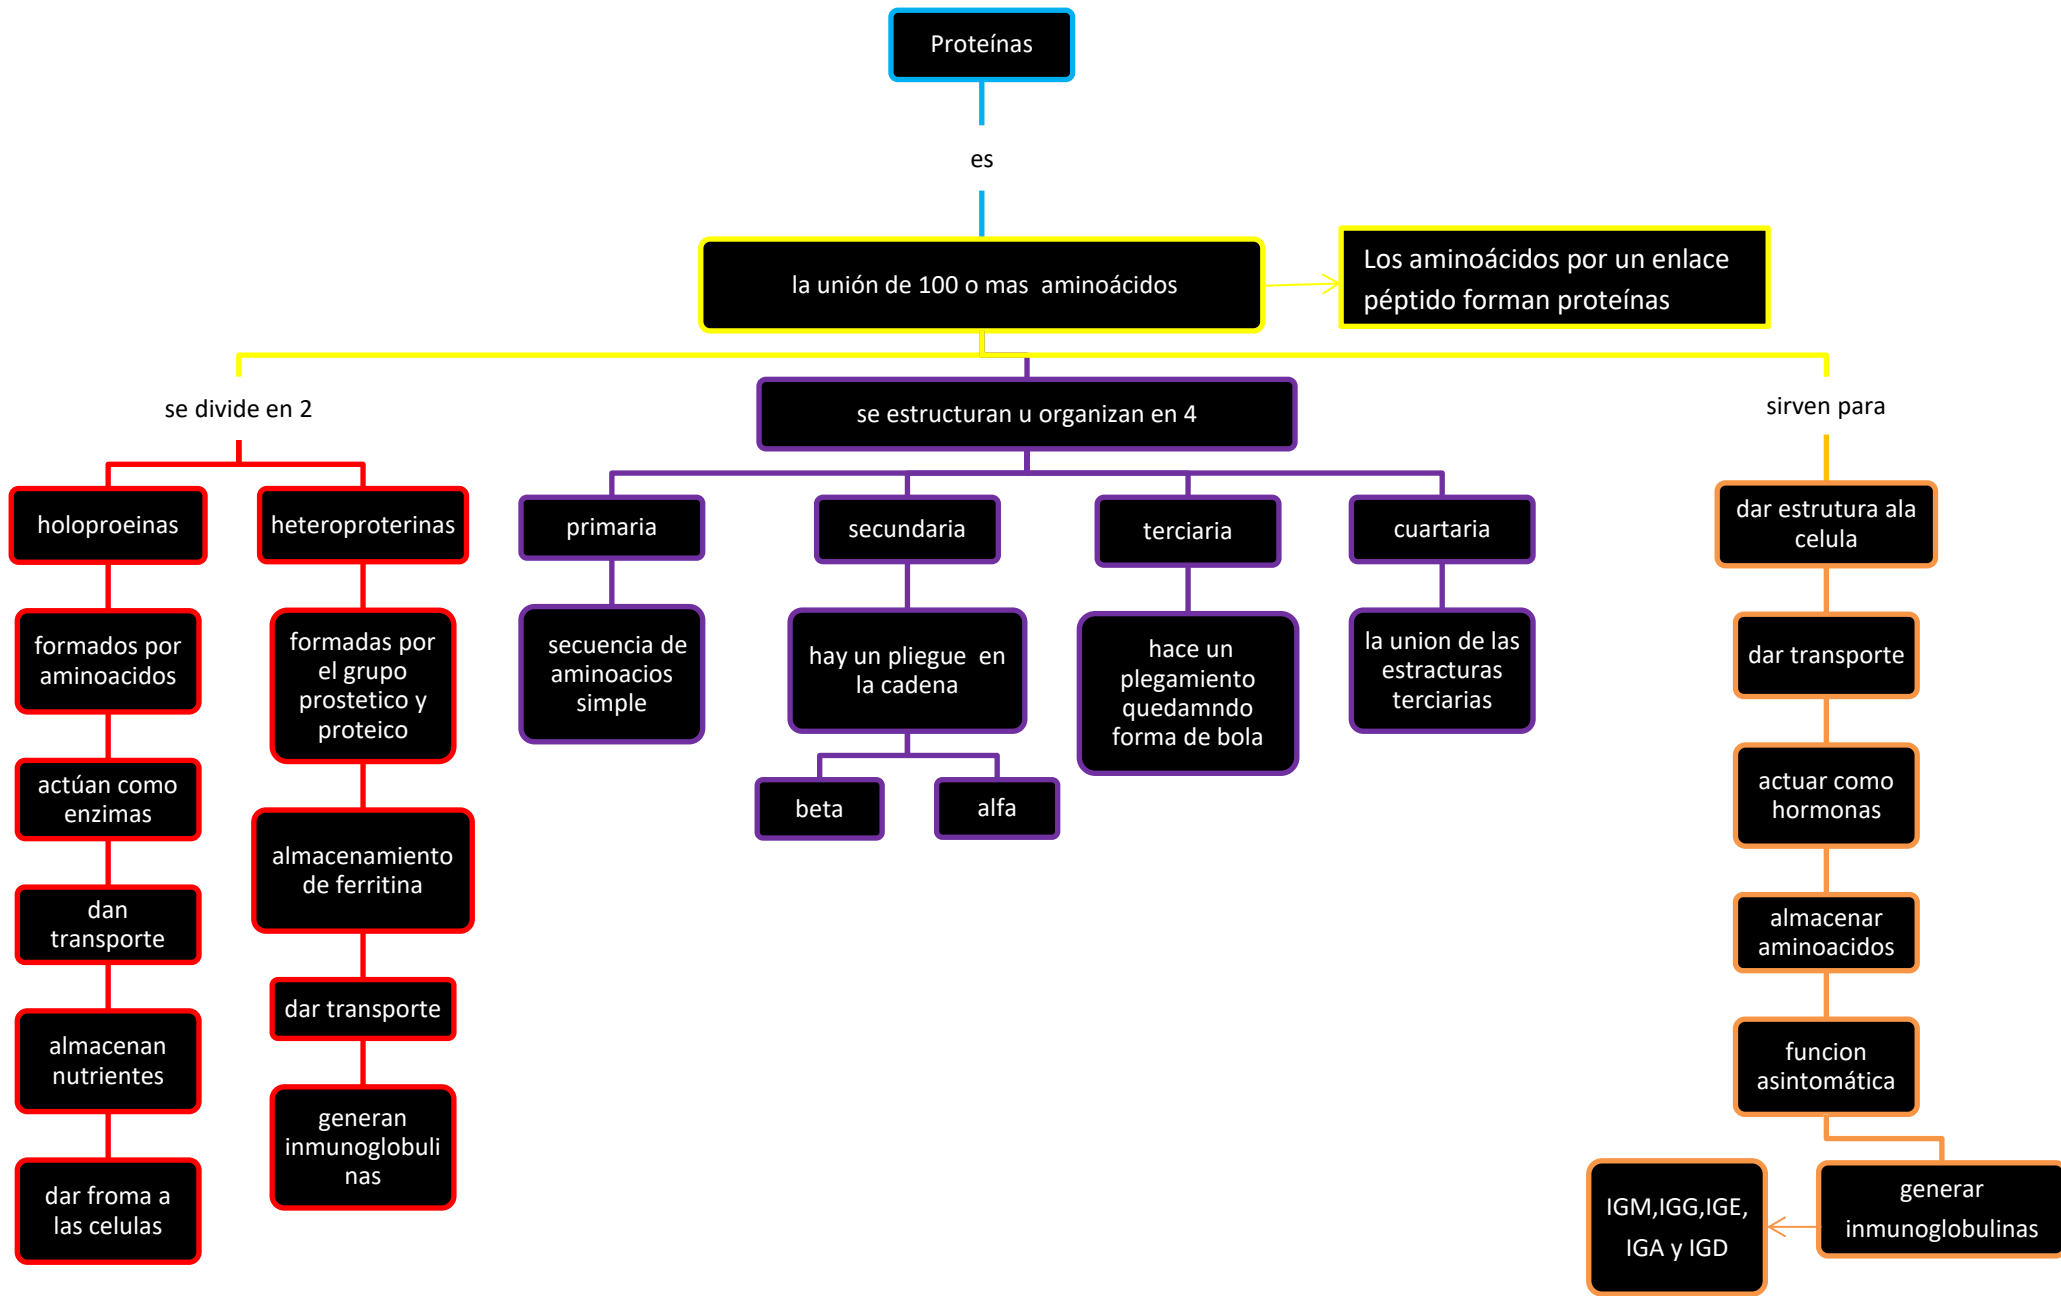 Proteínas
es
la unión de 100 o mas aminoácidos
Los aminoácidos por un enlace
péptido forman proteínas
se divide en 2
holoproeinas
formados por
aminoacidos
actúan como
enzimas
dan
transporte
almacenan
nutrientes
dar froma a
las celulas
heteroproterinas
formadas por
el grupo
prostetico y
proteico
almacenamiento
de ferritina
dar transporte
generan
inmunoglobuli
nas
se estructuran u organizan en 4
primaria
secuencia de
aminoacios
simple
secundaria
hay un pliegue en
la cadena
beta
alfa
terciaria
hace un
plegamiento
quedamndo
forma de bola
cuartaria
la union de las
estracturas
terciarias
sirven para
dar estrutura ala
celula
dar transporte
actuar como
hormonas
almacenar
aminoacidos
funcion
asintomática
generar
inmunoglobulinas
IGM,IGG,IGE,
IGA y IGD